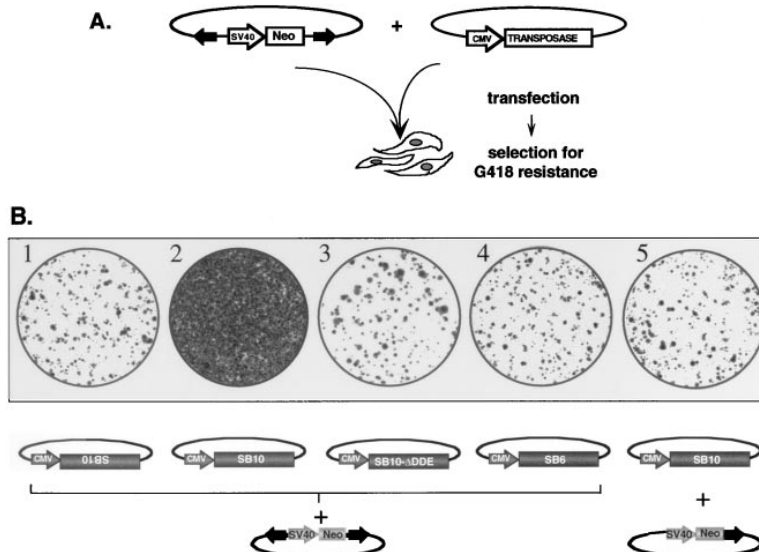 A.
SV40 Neo + CMV TRANSPOSASE
transfection
selection for
G418 resistance
B.
1 2 3 4 5
CMV SB10 CMV SB10 CMV SB10-ΔDDE CMV SB6 CMV SB10
+ +
SV40 Neo SV40 Neo